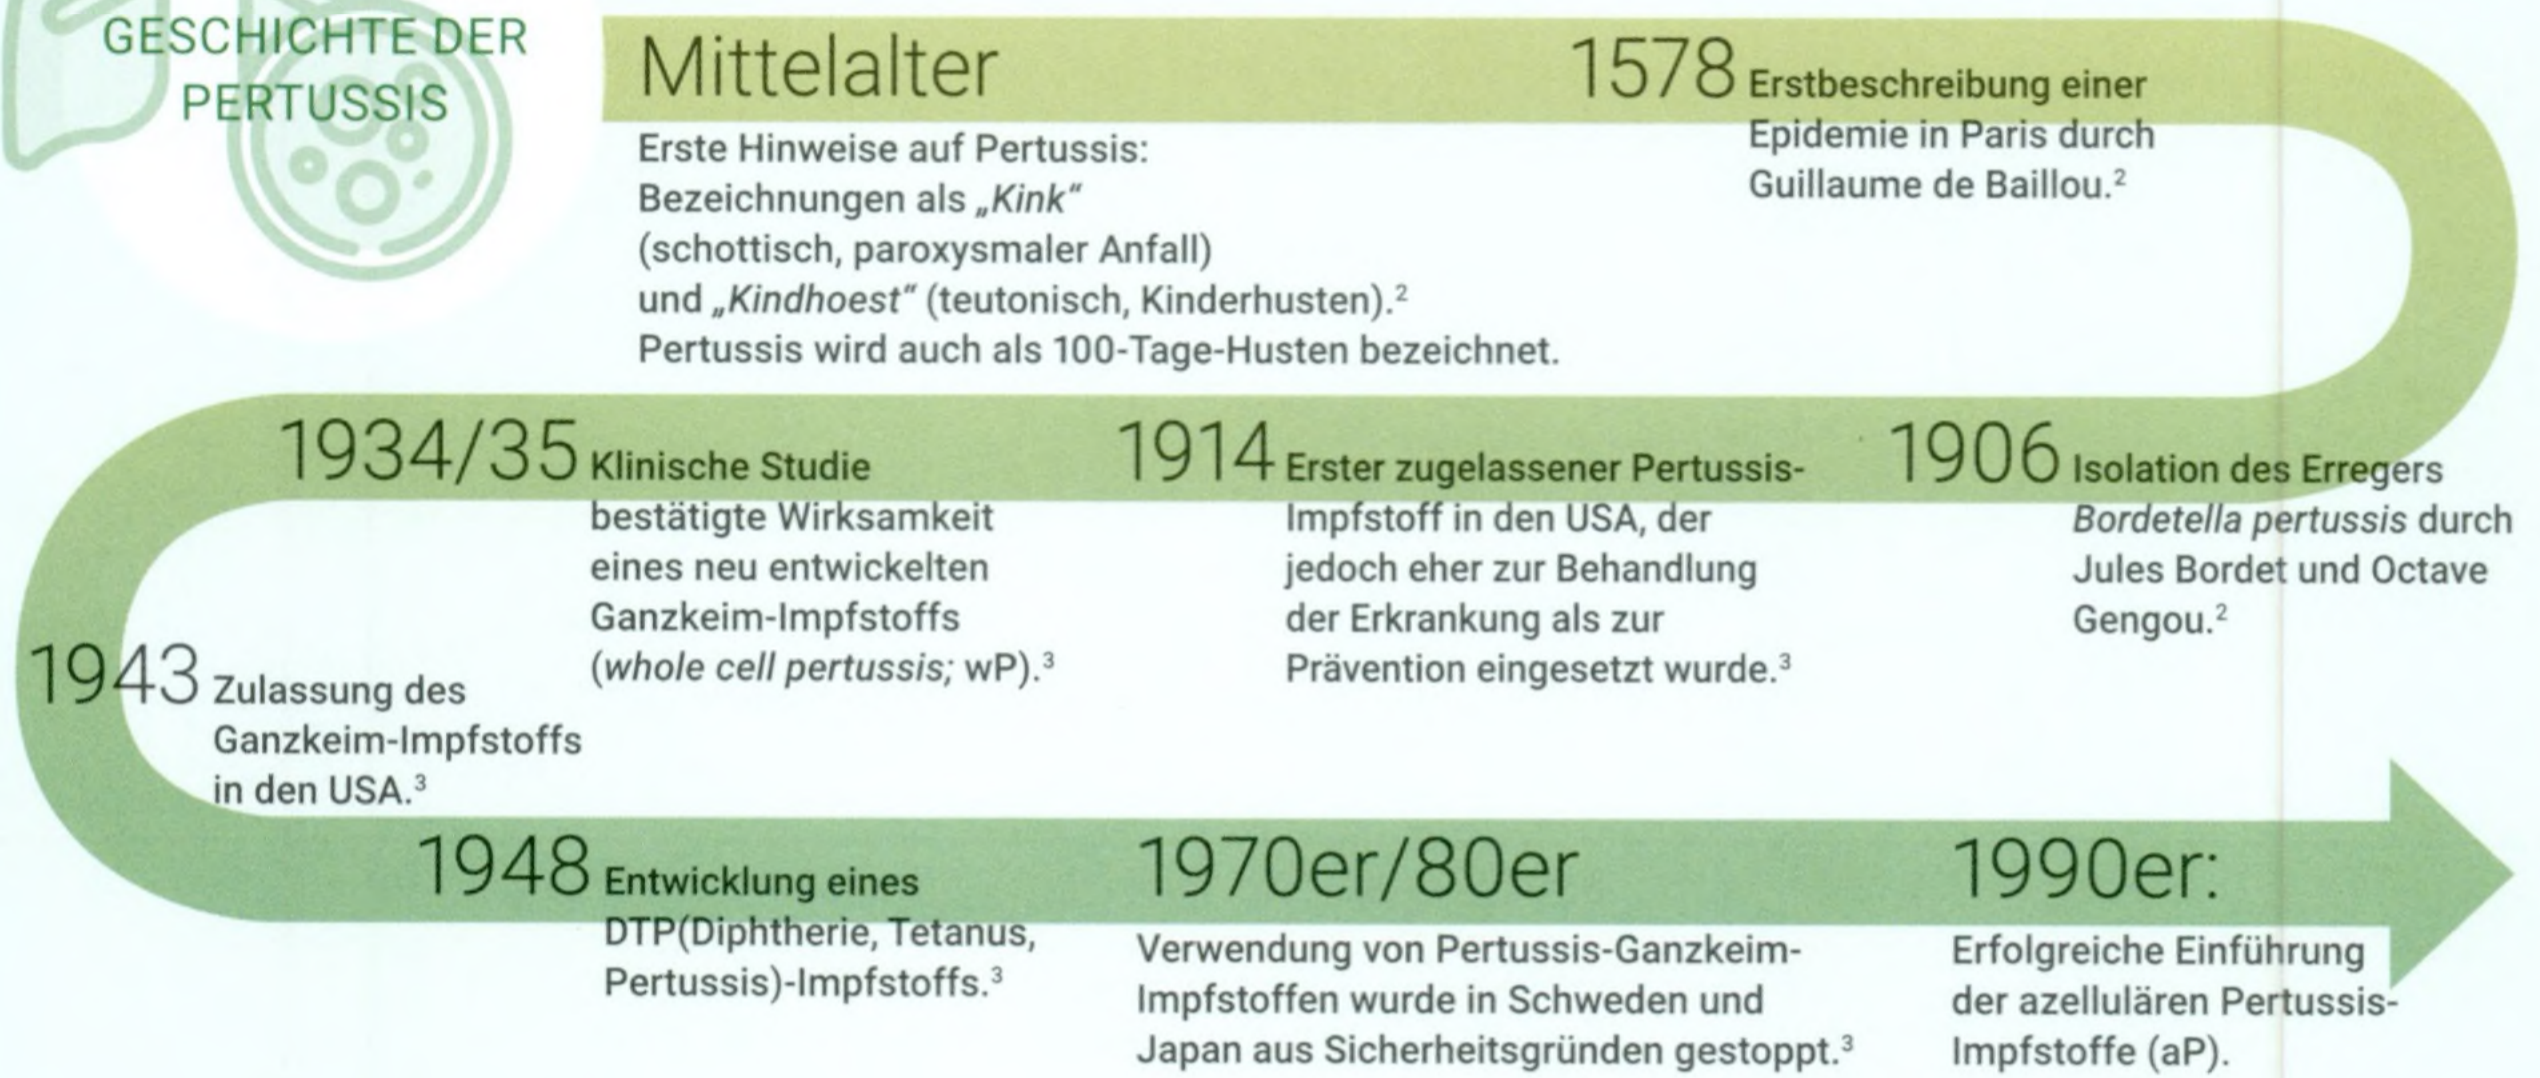 GESCHICHTE DER
PERTUSSIS
Mittelalter
Erste Hinweise auf Pertussis:
Bezeichnungen als „Kink“
(schottisch, paroxysmaler Anfall)
und „Kindhoest“ (teutonisch, Kinderhusten).²
Pertussis wird auch als 100-Tage-Husten bezeichnet.
1578 Erstbeschreibung einer
Epidemie in Paris durch
Guillaume de Baillou.²
1906 Isolation des Erregers
Bordetella pertussis durch
Jules Bordet und Octave
Gengou.²
1914 Erster zugelassener Pertussis-
Impfstoff in den USA, der
jedoch eher zur Behandlung
der Erkrankung als zur
Prävention eingesetzt wurde.³
1934/35 Klinische Studie
bestätigte Wirksamkeit
eines neu entwickelten
Ganzkeim-Impfstoffs
(whole cell pertussis; wP).³
1943 Zulassung des
Ganzkeim-Impfstoffs
in den USA.³
1948 Entwicklung eines
DTP(Diphtherie, Tetanus,
Pertussis)-Impfstoffs.³
1970er/80er
Verwendung von Pertussis-Ganzkeim-
Impfstoffen wurde in Schweden und
Japan aus Sicherheitsgründen gestoppt.³
1990er:
Erfolgreiche Einführung
der azellulären Pertussis-
Impfstoffe (aP).